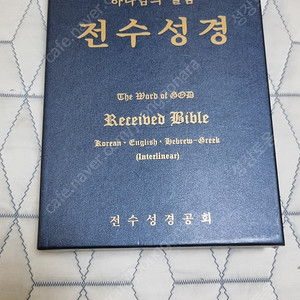 하나님의 말씀
전수성경
The Word of GOD
Received Bible
Korean · English · Hebrew-Greek
(Interlinear)
전수성경공회